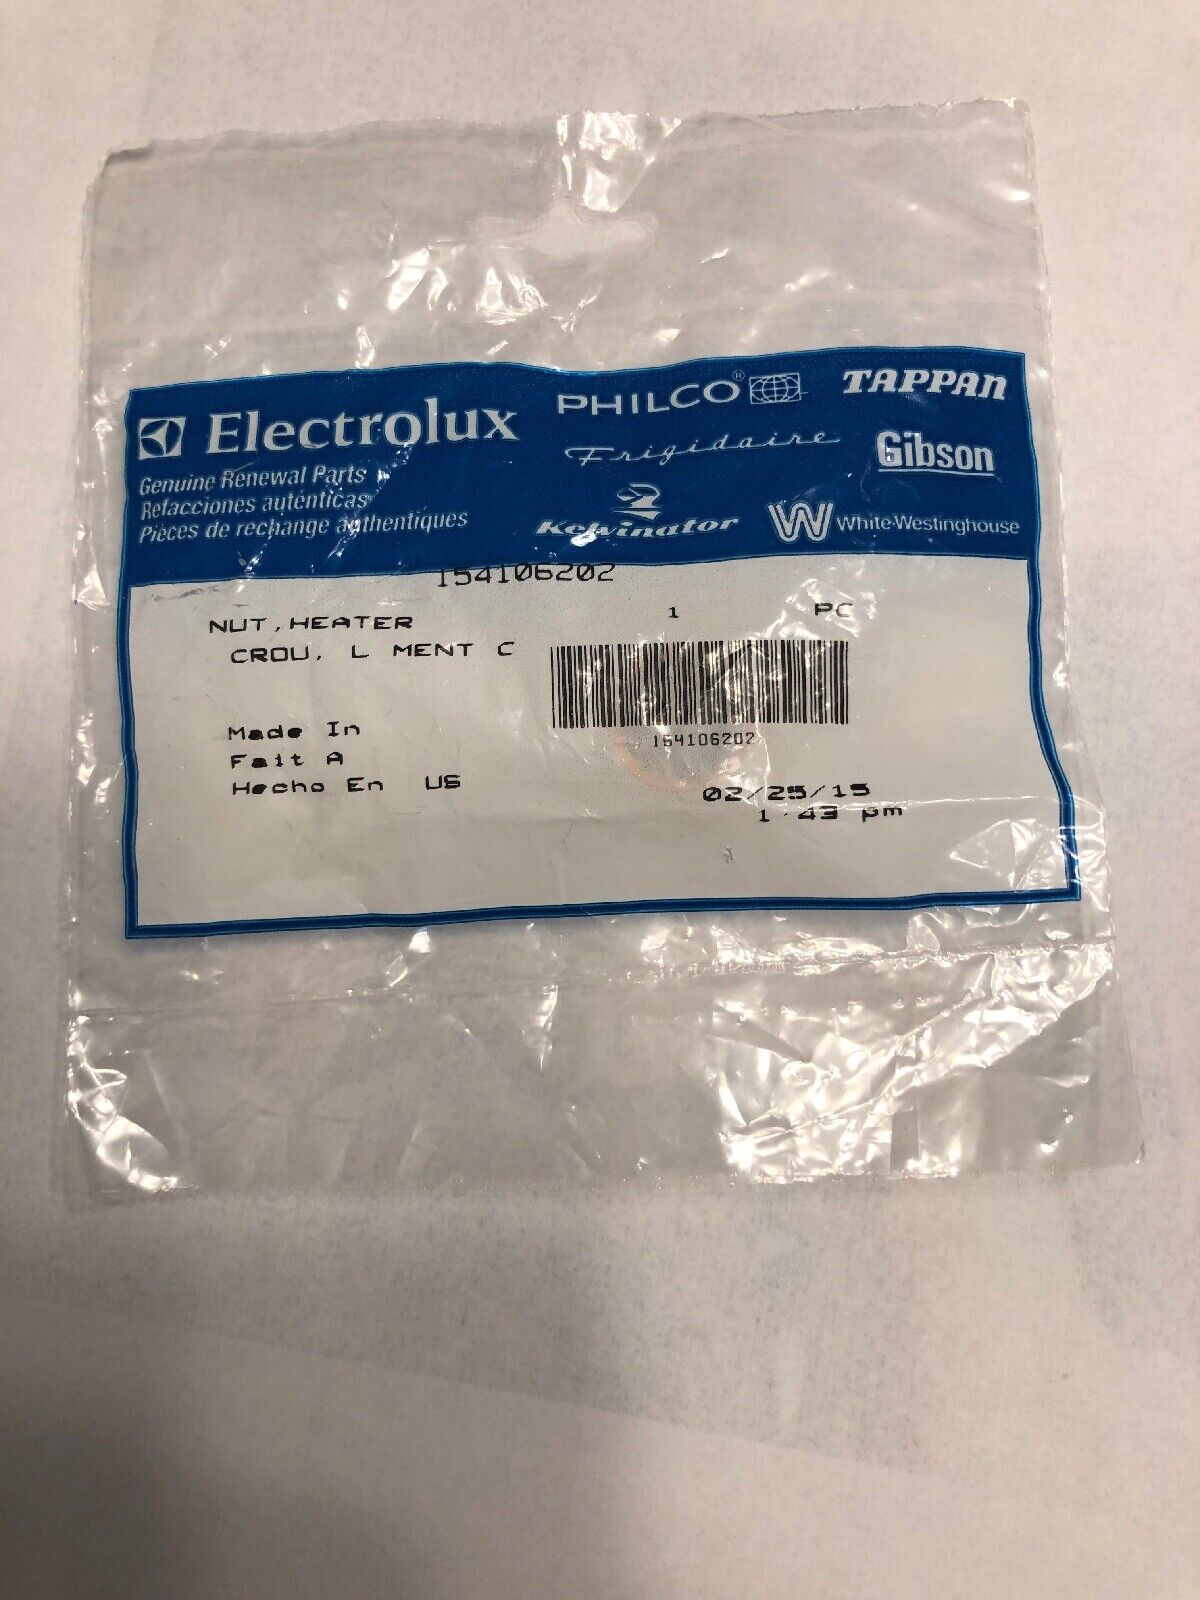 Electrolux
PHILCO®
TAPPAN
Frigidaire
Gibson
Kelvinator
White-Westinghouse
Genuine Renewal Parts
Refacciones auténticas
Pièces de rechange authentiques
154106202
NUT,HEATER 1 PC
CROU, L MENT C
154106202
Made In
Fait A
Hecho En US
02/25/15
1 43 pm